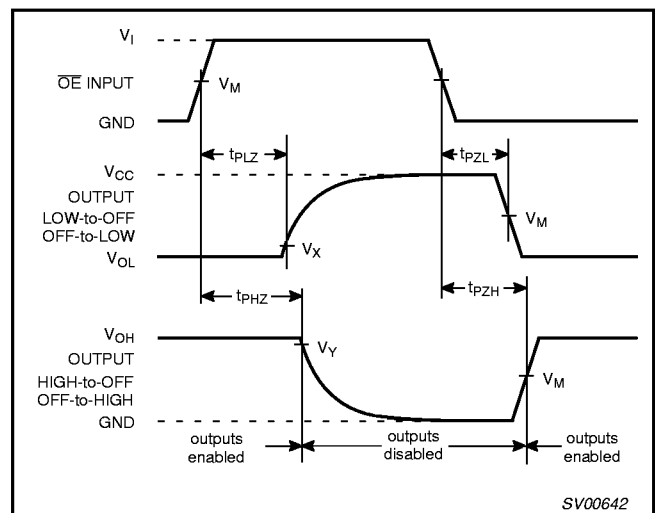 VI
OE INPUT
VM
GND
tPLZ
tPZL
VCC
OUTPUT
LOW-to-OFF
OFF-to-LOW
VM
VX
VOL
tPHZ
tPZH
VOH
OUTPUT
VY
HIGH-to-OFF
OFF-to-HIGH
VM
GND
outputs
enabled
outputs
disabled
outputs
enabled
SV00642